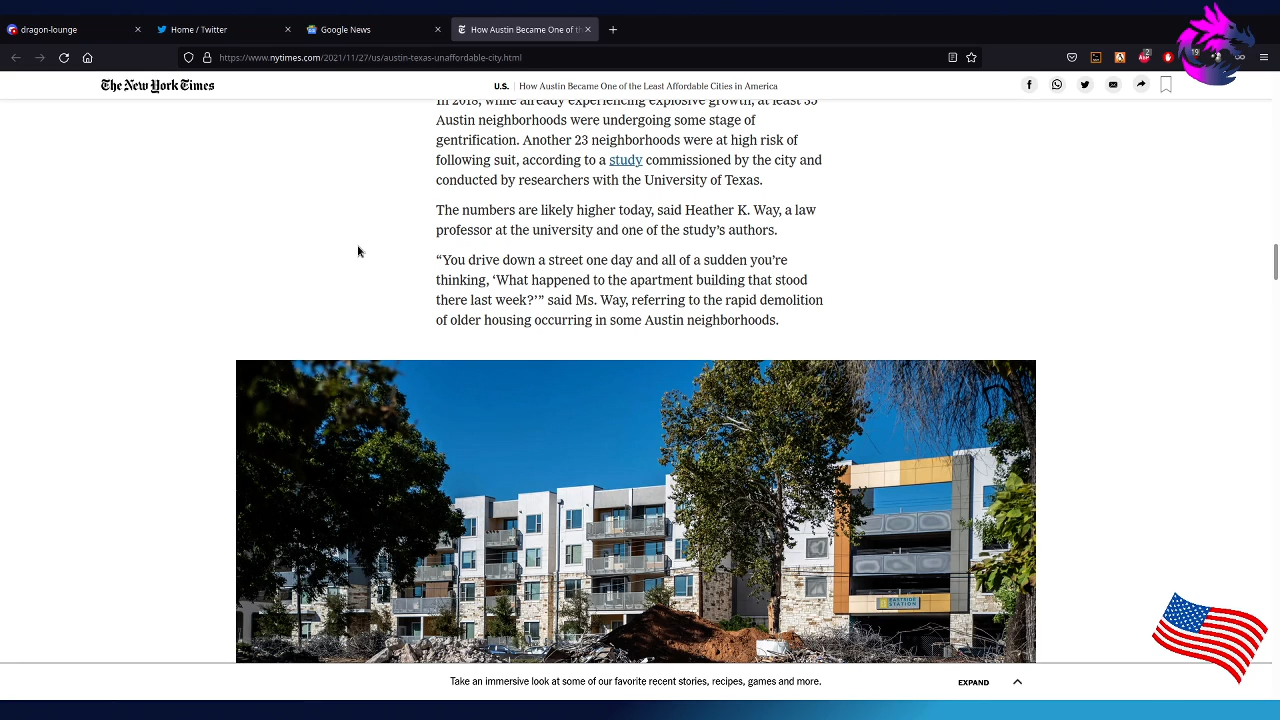 dragon-lounge
Home / Twitter
Google News
How Austin Became One of th
https://www.nytimes.com/2021/11/27/us/austin-texas-unaffordable-city.html
2
19
The New York Times
U.S. | How Austin Became One of the Least Affordable Cities in America
In 2018, while already experiencing explosive growth, at least 35
Austin neighborhoods were undergoing some stage of
gentrification. Another 23 neighborhoods were at high risk of
following suit, according to a study commissioned by the city and
conducted by researchers with the University of Texas.
The numbers are likely higher today, said Heather K. Way, a law
professor at the university and one of the study’s authors.
“You drive down a street one day and all of a sudden you’re
thinking, ‘What happened to the apartment building that stood
there last week?’” said Ms. Way, referring to the rapid demolition
of older housing occurring in some Austin neighborhoods.
EASTSIDE
STATION
Take an immersive look at some of our favorite recent stories, recipes, games and more.
EXPAND